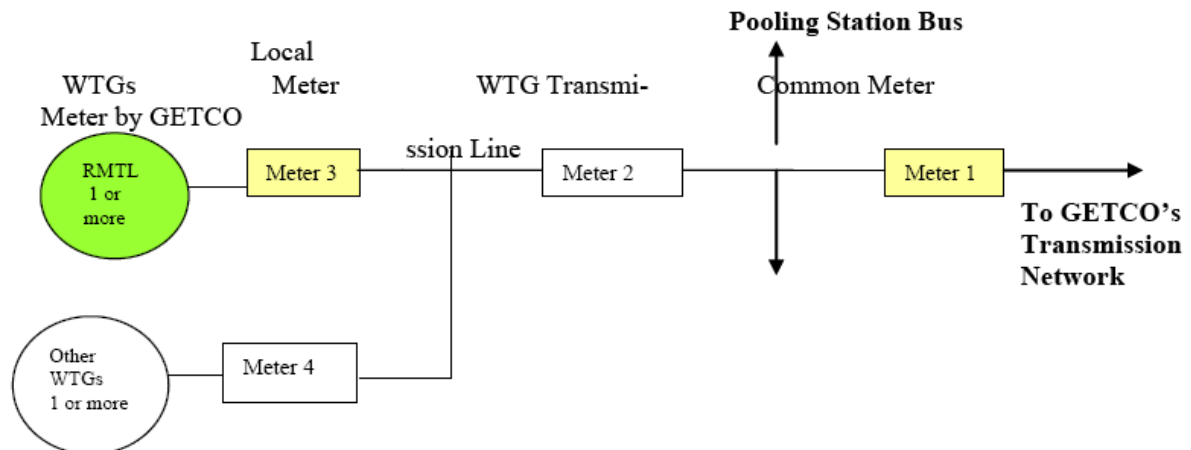 Pooling Station Bus
Local
WTGs Meter WTG Transmi- Common Meter
Meter by GETCO
ssion Line
RMTL
1 or
more
Meter 3
Meter 2
Meter 1
To GETCO’s
Transmission
Network
Other
WTGs
1 or more
Meter 4